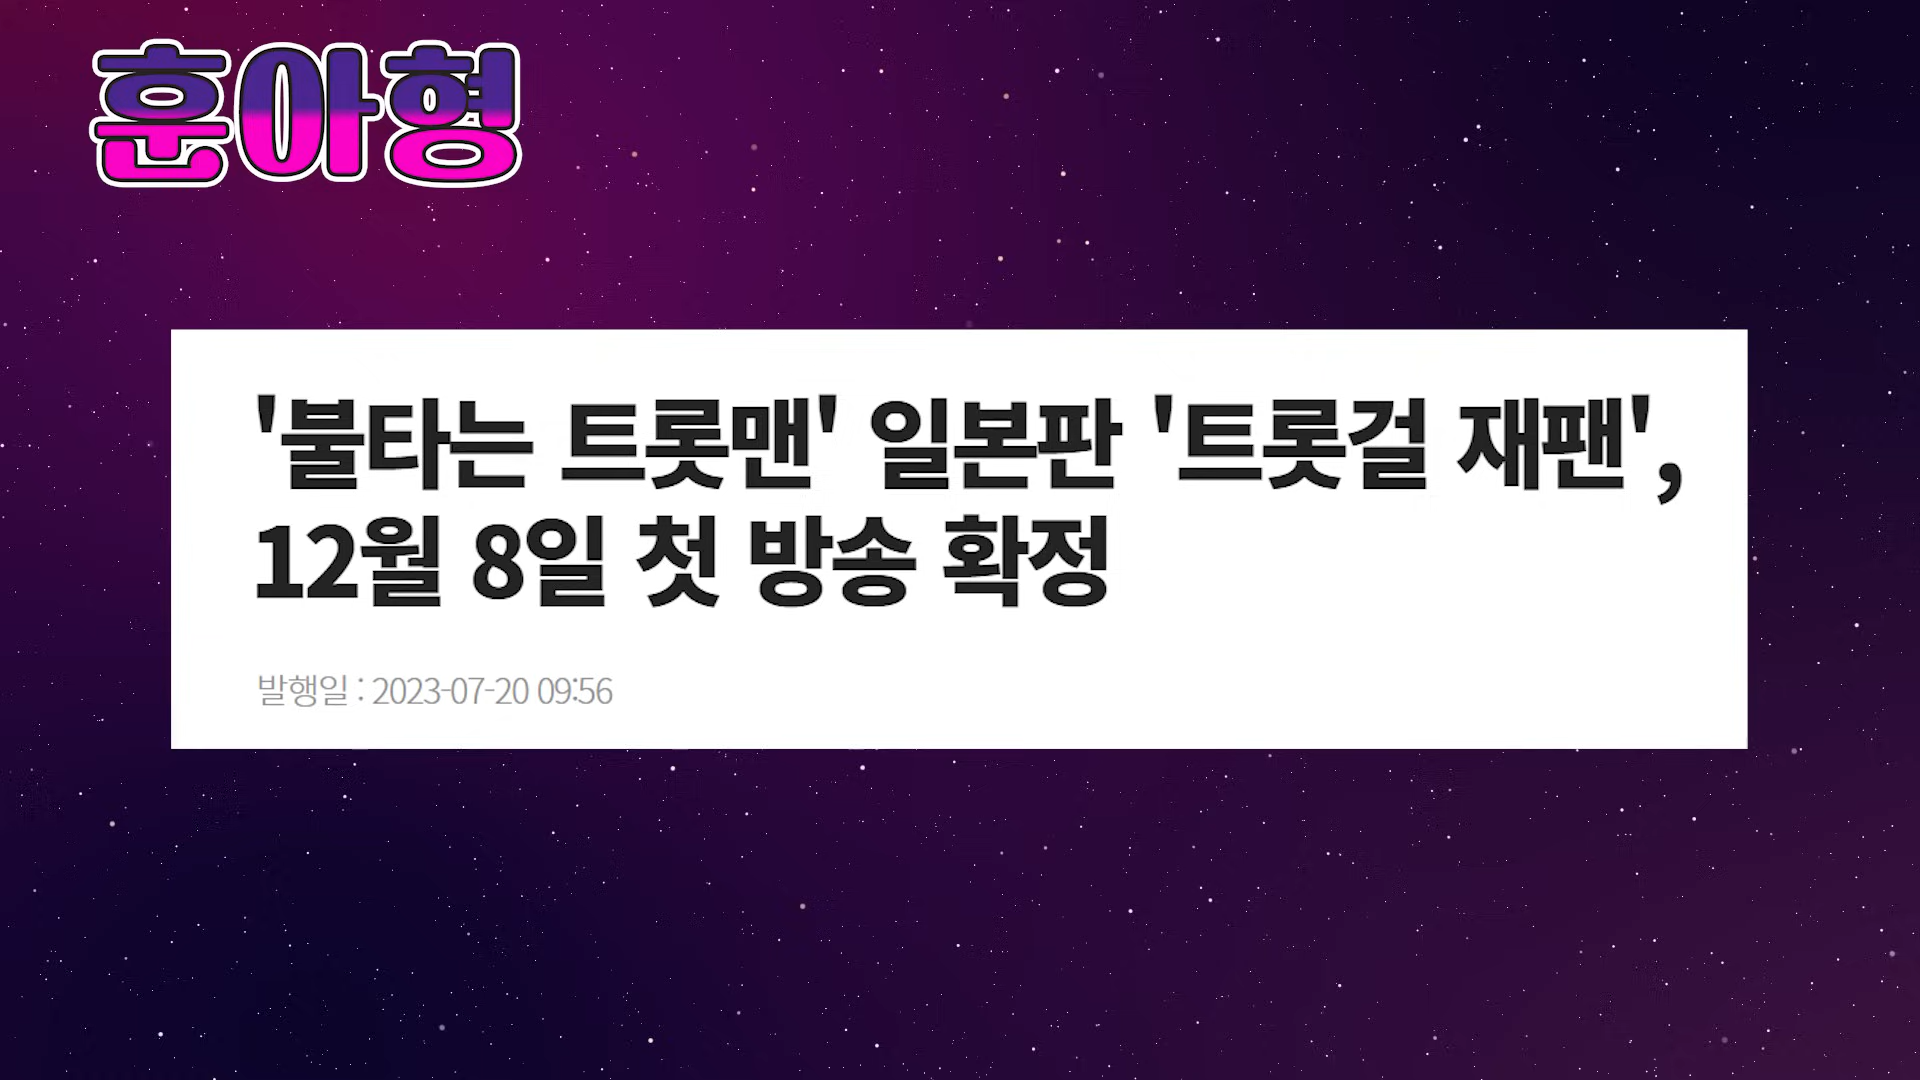 훈아형
'불타는 트롯맨' 일본판 '트롯걸 재팬',
12월 8일 첫 방송 확정
발행일 : 2023-07-20 09:56